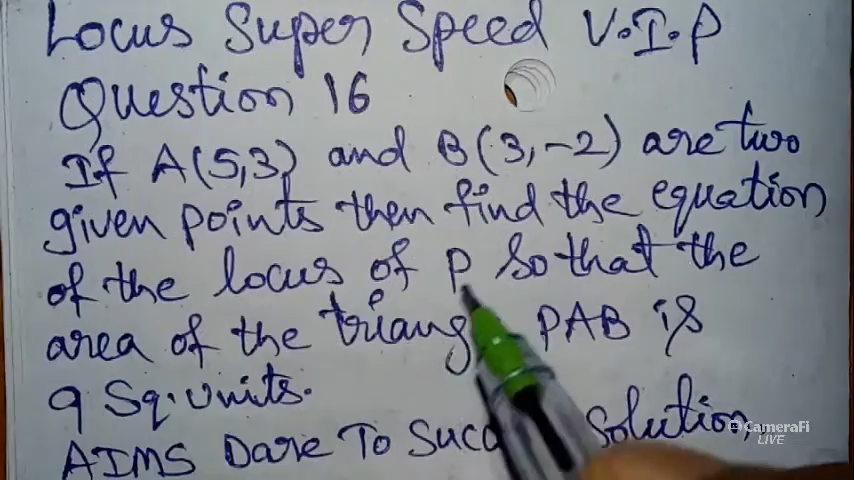 Locus Super Speed V.I.P
Question 16
If A(5,3) and B(3,-2) are two
given points then find the equation
of the locus of P so that the
area of the PAB is
9 Sq.units.
AIMS Dare To Solution
CameraFi
LIVE